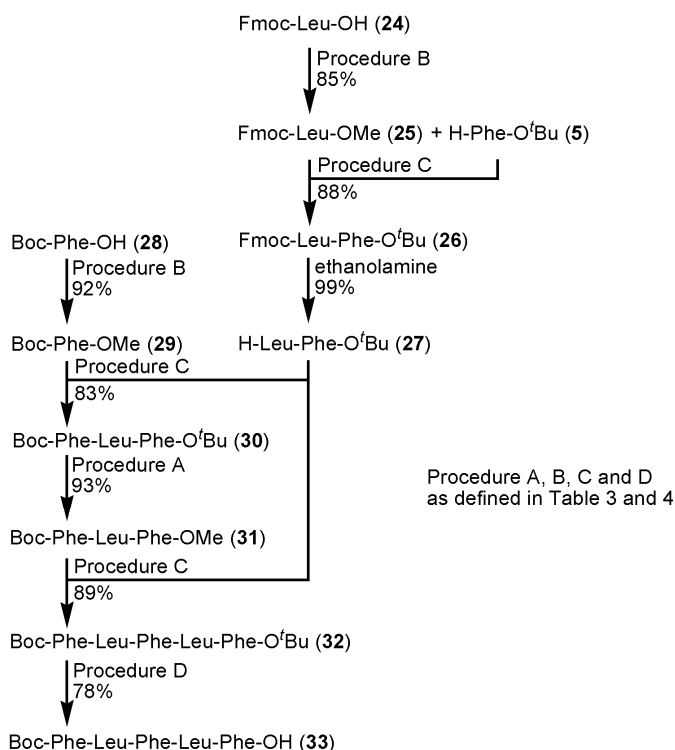 Fmoc-Leu-OH (24)
Procedure B
85%
Fmoc-Leu-OMe (25) + H-Phe-OtBu (5)
Procedure C
88%
Boc-Phe-OH (28)
Fmoc-Leu-Phe-OtBu (26)
Procedure B
92%
ethanolamine
99%
Boc-Phe-OMe (29)
H-Leu-Phe-OtBu (27)
Procedure C
83%
Boc-Phe-Leu-Phe-OtBu (30)
Procedure A
93%
Procedure A, B, C and D
as defined in Table 3 and 4
Boc-Phe-Leu-Phe-OMe (31)
Procedure C
89%
Boc-Phe-Leu-Phe-Leu-Phe-OtBu (32)
Procedure D
78%
Boc-Phe-Leu-Phe-Leu-Phe-OH (33)